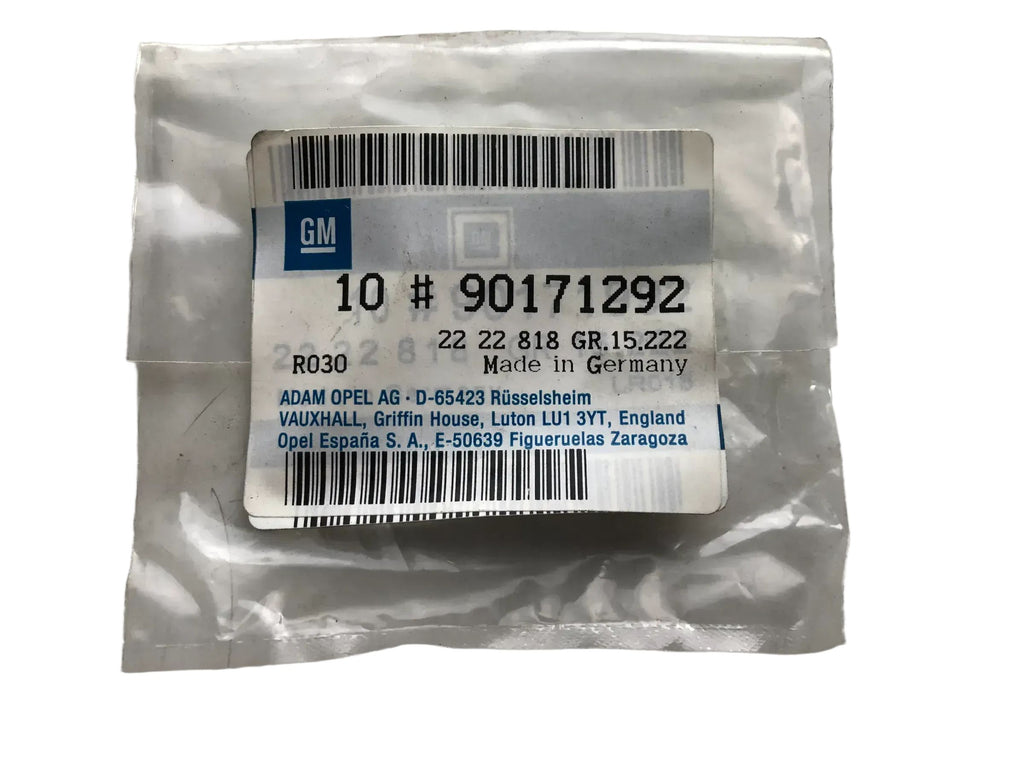 GM
10 # 90171292
22 22 818 GR.15.222
R030 Made in Germany
ADAM OPEL AG · D-65423 Rüsselsheim
VAUXHALL, Griffin House, Luton LU1 3YT, England
Opel España S. A., E-50639 Figueruelas Zaragoza